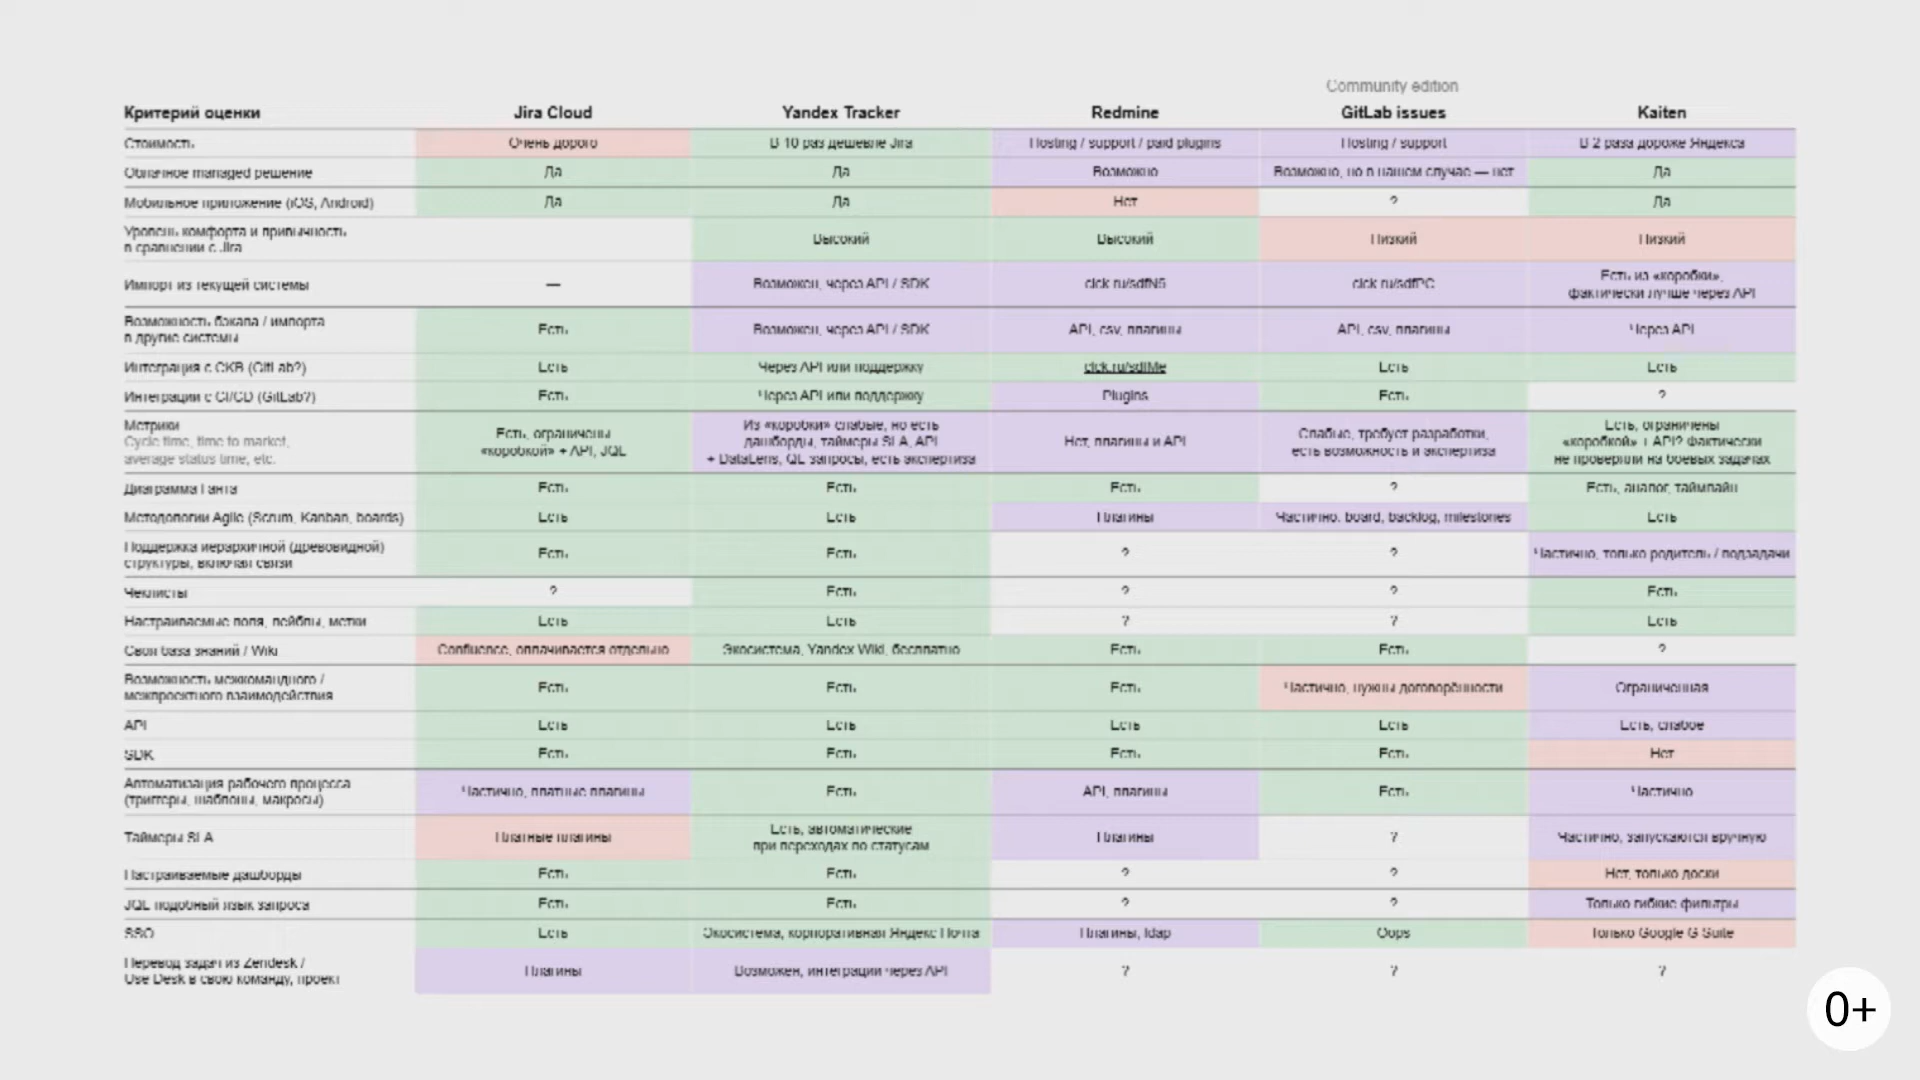 Community edition
Критерий оценки Jira Cloud Yandex Tracker Redmine GitLab issues Kaiten
Стоимость Очень дорого В 10 раз дешевле Jira Hosting / support / paid plugins Hosting / support В 2 раза дороже Яндекса
Облачное managed решение Да Да Возможно Возможно, но в нашем случае — нет Да
Мобильное приложение (iOS, Android) Да Да Нет ? Да
Уровень комфорта и привычность
в сравнении с Jira Высокий Высокий Низкий Низкий
Импорт из текущей системы — Возможен, через API / SDK clck.ru/sdfN5 clck.ru/sdfPC Есть из «коробки»,
фактически лучше через API
Возможность бэкапа / импорта
в другие системы Есть Возможен, через API / SDK API, csv, плагины API, csv, плагины Через API
Интеграция с СКВ (GitLab?) Есть Через API или поддержку Есть Есть
Интеграции с CI/CD (GitLab?) Есть Через API или поддержку Plugins Есть ?
Метрики
Cycle time, time to market,
average status time, etc. Есть, ограничены
«коробкой» + API, JQL Из «коробки» слабые, но есть
дашборды, таймеры SLA, API
+ DataLens, QL запросы, есть экспертиза Нет, плагины и API Слабые, требует разработки,
есть возможность и экспертиза Есть, ограничены
«коробкой» + API? Фактически
не проверяли на боевых задачах
Диаграмма Ганта Есть Есть Есть ? Есть, аналог, таймлайн
Методологии Agile (Scrum, Kanban, boards) Есть Есть Плагины Частично, board, backlog, milestones Есть
Поддержка иерархичной (древовидной)
структуры, включая связи Есть Есть ? ? Частично, только родитель / подзадачи
Чеклисты ? Есть ? ? Есть
Настраиваемые поля, лейблы, метки Есть Есть ? ? Есть
Своя база знаний / Wiki Confluence, оплачивается отдельно Экосистема, Yandex Wiki, бесплатно Есть Есть ?
Возможность межкомандного /
межпроектного взаимодействия Есть Есть Есть Частично, нужны договорённости Ограниченная
API Есть Есть Есть Есть Есть, слабое
SDK Есть Есть Есть Есть Нет
Автоматизация рабочего процесса
(триггеры, шаблоны, макросы) Частично, платные плагины Есть API, плагины Есть Частично
Таймеры SLA Платные плагины Есть, автоматические
при переходах по статусам Плагины ? Частично, запускаются вручную
Настраиваемые дашборды Есть Есть ? ? Нет, только доски
JQL подобный язык запроса Есть Есть ? ? Только гибкие фильтры
SSO Есть Экосистема, корпоративная Яндекс Почта Плагины, ldap Oops Только Google G Suite
Перевод задач из Zendesk /
Use Desk в свою команду, проект Плагины Возможен, интеграции через API ? ? ?
0+